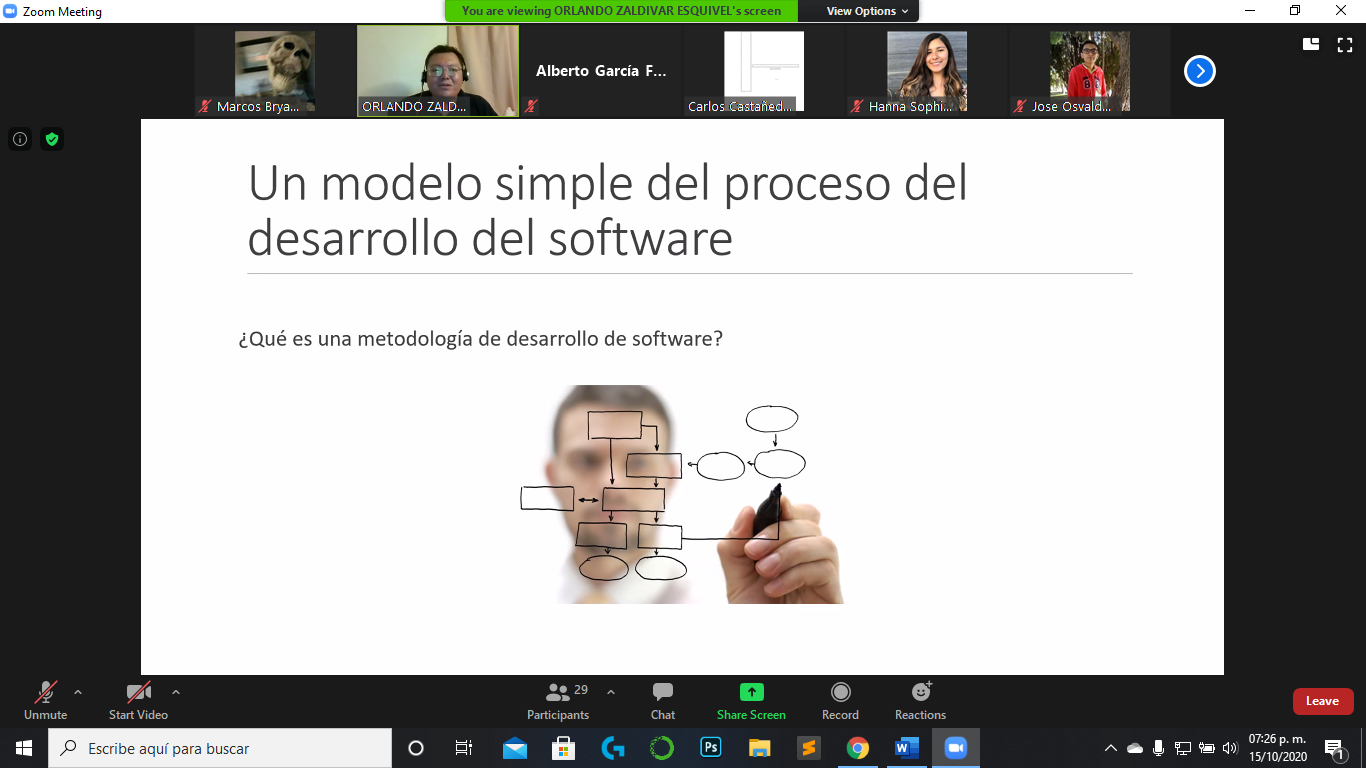 Zoom Meeting
You are viewing ORLANDO ZALDIVAR ESQUIVEL's screen
View Options
Marcos Brya...
ORLANDO ZALD...
Alberto García F...
Carlos Castañed...
Hanna Sophi...
Jose Osvald...
Un modelo simple del proceso del
desarrollo del software
¿Qué es una metodología de desarrollo de software?
Unmute
Start Video
29
Participants
Chat
Share Screen
Record
Reactions
Leave
Escribe aquí para buscar
Ps
W
07:26 p. m.
15/10/2020
1